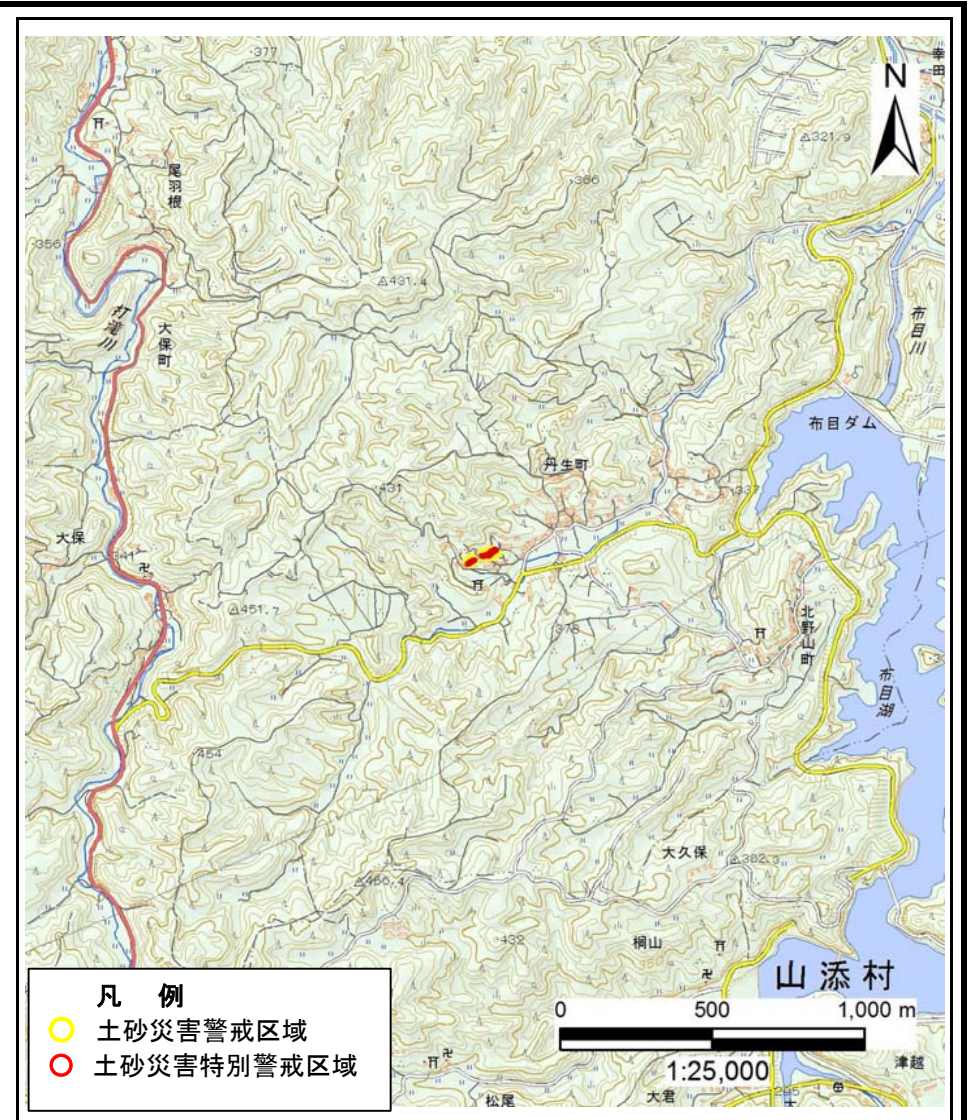 377
幸田
N
尾羽根
321.9
366
356
431.4
打滝川
大保町
布目川
布目ダム
丹生町
431
337
大保
341
451.7
378
北野山町
布目湖
454
大久保
382.3
456.4
432
桐山
山添村
凡 例
土砂災害警戒区域
土砂災害特別警戒区域
0 500 1,000 m
1:25,000
津越
松尾
大君
295